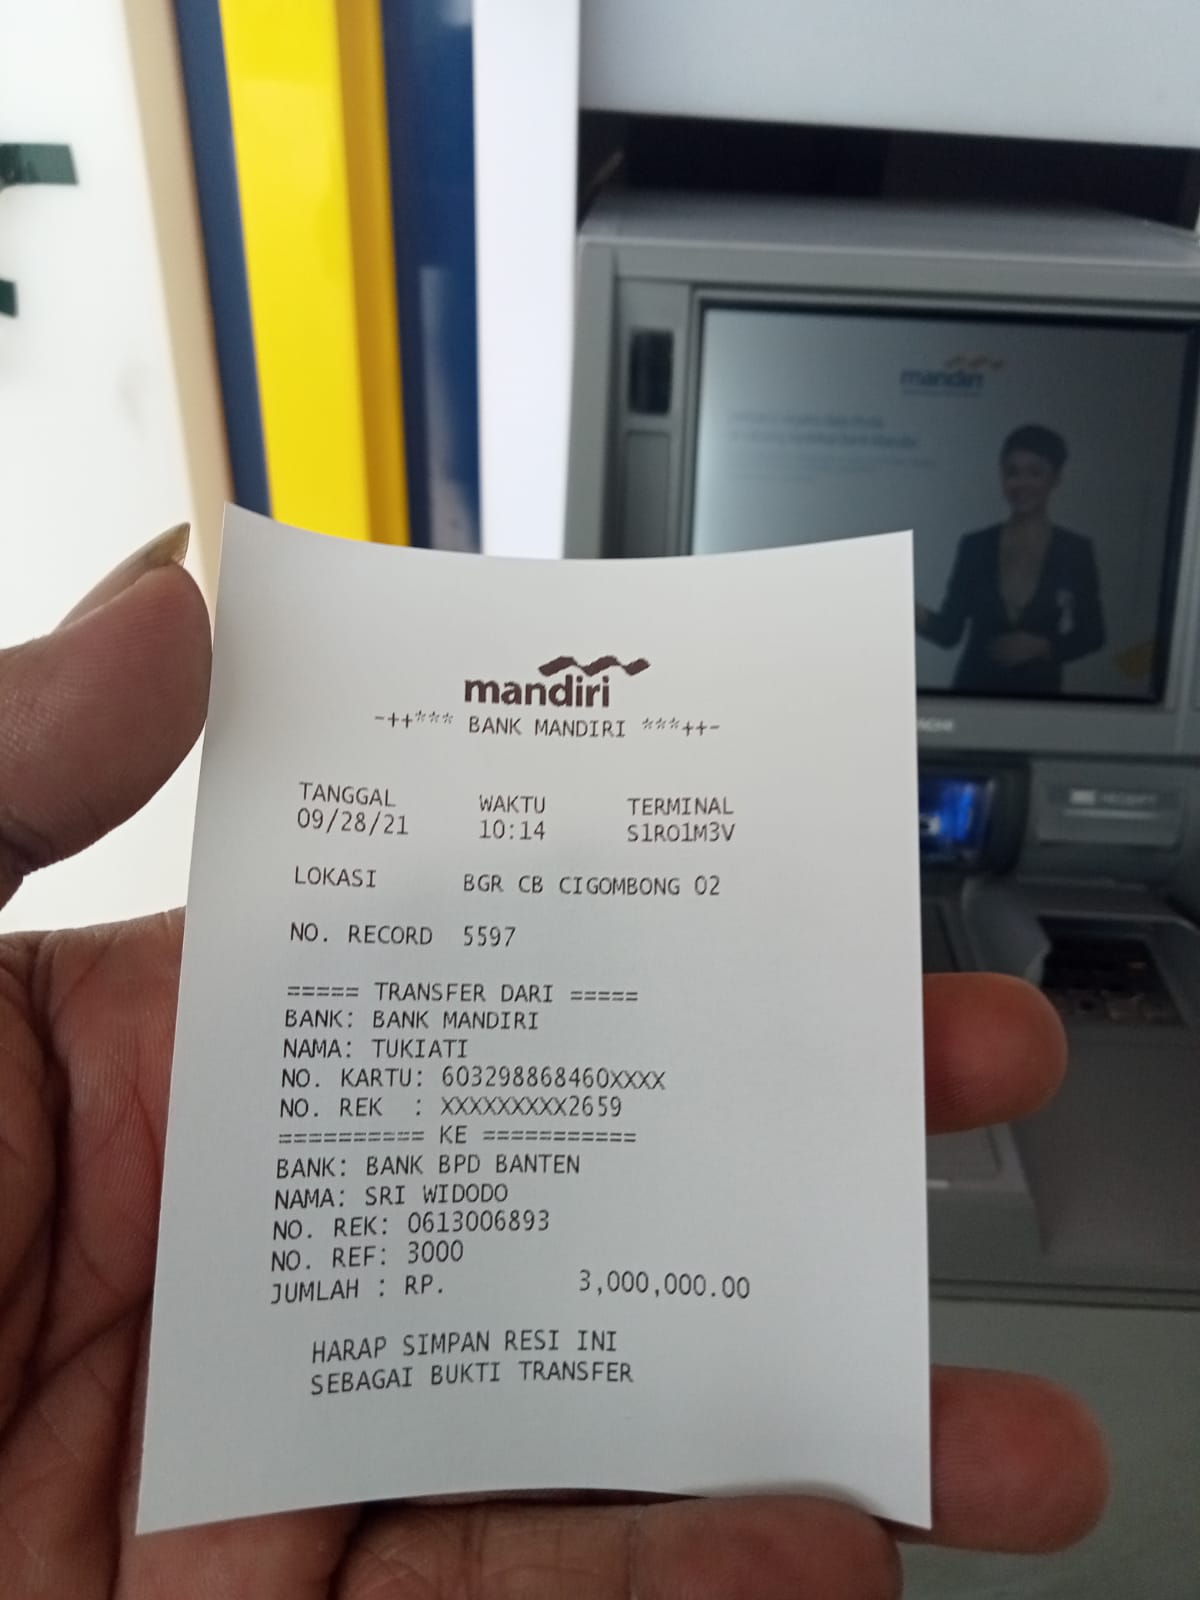 mandiri
mandiri
-++*** BANK MANDIRI ***++-
TANGGAL WAKTU TERMINAL
09/28/21 10:14 S1RO1M3V
LOKASI BGR CB CIGOMBONG 02
NO. RECORD 5597
===== TRANSFER DARI =====
BANK: BANK MANDIRI
NAMA: TUKIATI
NO. KARTU: 603298868460XXXX
NO. REK : XXXXXXXXX2659
========== KE ===========
BANK: BANK BPD BANTEN
NAMA: SRI WIDODO
NO. REK: 0613006893
NO. REF: 3000
JUMLAH : RP. 3,000,000.00
HARAP SIMPAN RESI INI
SEBAGAI BUKTI TRANSFER